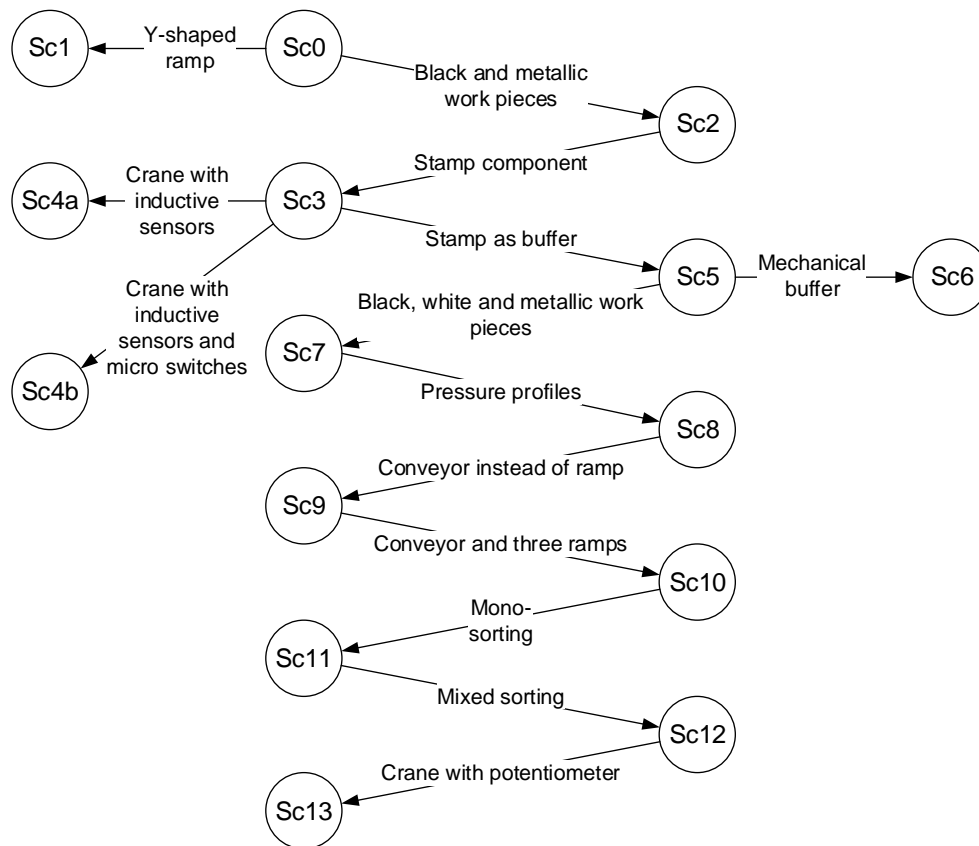 Sc1
Y-shaped
ramp
Sc0
Black and metallic
work pieces
Sc2
Stamp component
Sc4a
Crane with
inductive
sensors
Sc3
Stamp as buffer
Sc5
Mechanical
buffer
Sc6
Crane with
inductive
sensors and
micro switches
Black, white and metallic work
pieces
Sc7
Sc4b
Pressure profiles
Sc8
Conveyor instead of ramp
Sc9
Conveyor and three ramps
Sc10
Mono-
sorting
Sc11
Mixed sorting
Sc12
Crane with potentiometer
Sc13